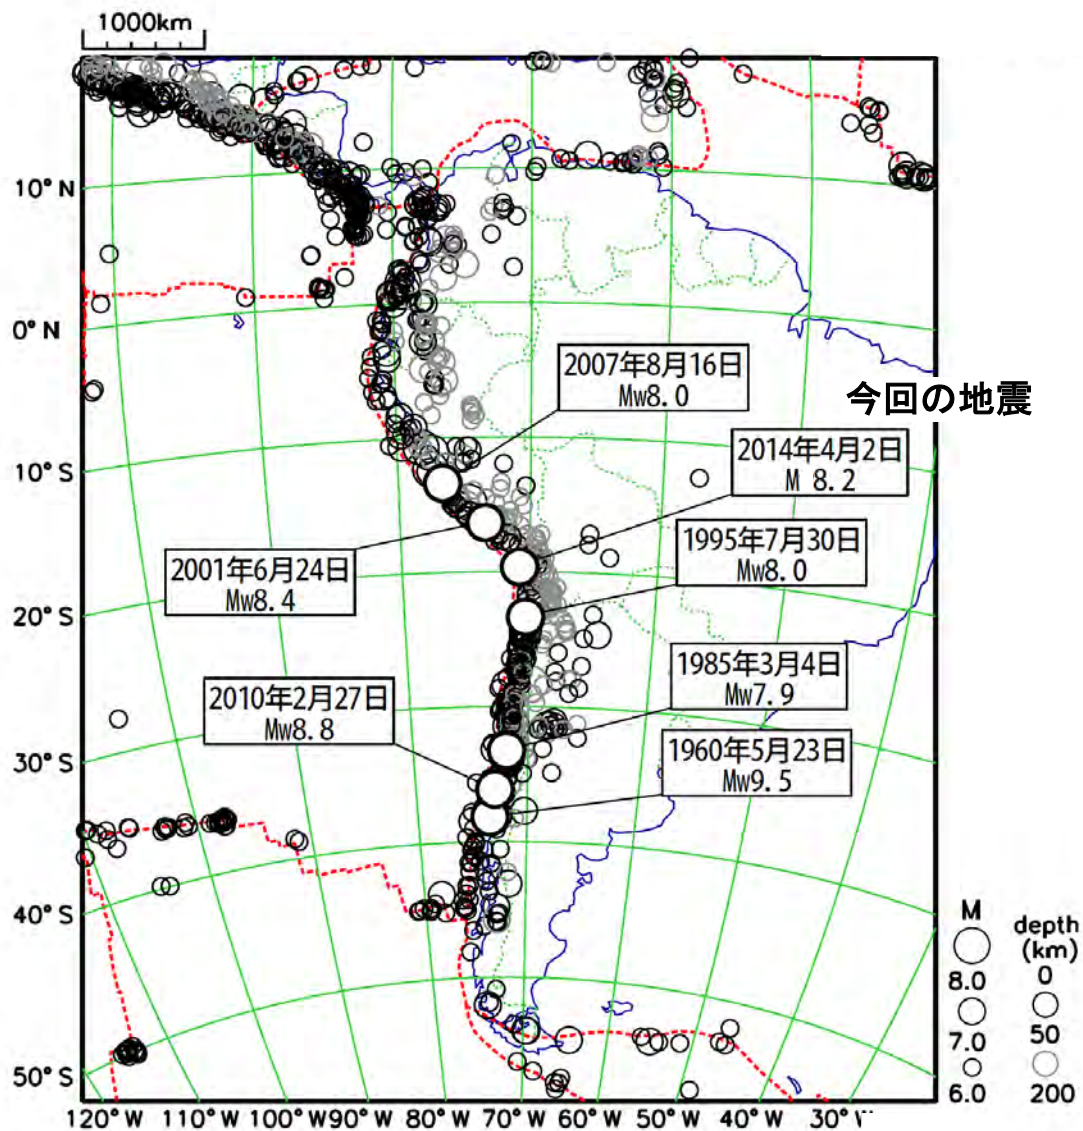 1000km
10° N
0° N
2007年8月16日
Mw8.0
今回の地震
10° S
2014年4月2日
M 8.2
2001年6月24日
Mw8.4
1995年7月30日
Mw8.0
20° S
2010年2月27日
Mw8.8
1985年3月4日
Mw7.9
30° S
1960年5月23日
Mw9.5
40° S
50° S
M
8.0
7.0
6.0
depth
(km)
0
50
200
120° W 110° W 100° W 90° W 80° W 70° W 60° W 50° W 40° W 30° W